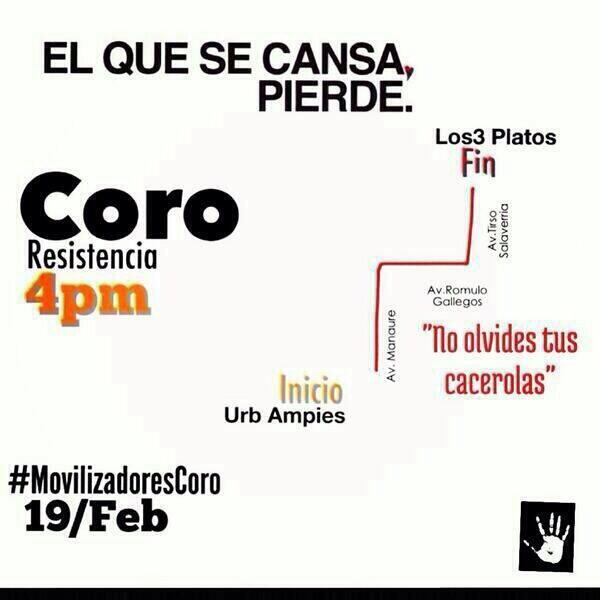 EL QUE SE CANSA,
PIERDE.
Los3 Platos
Fin
Coro
Resistencia
4pm
Av.Tirso
Salaverria
Av.Romulo
Gallegos
Av. Manaure
"No olvides tus
cacerolas"
Inicio
Urb Ampies
#MovilizadoresCoro
19/Feb